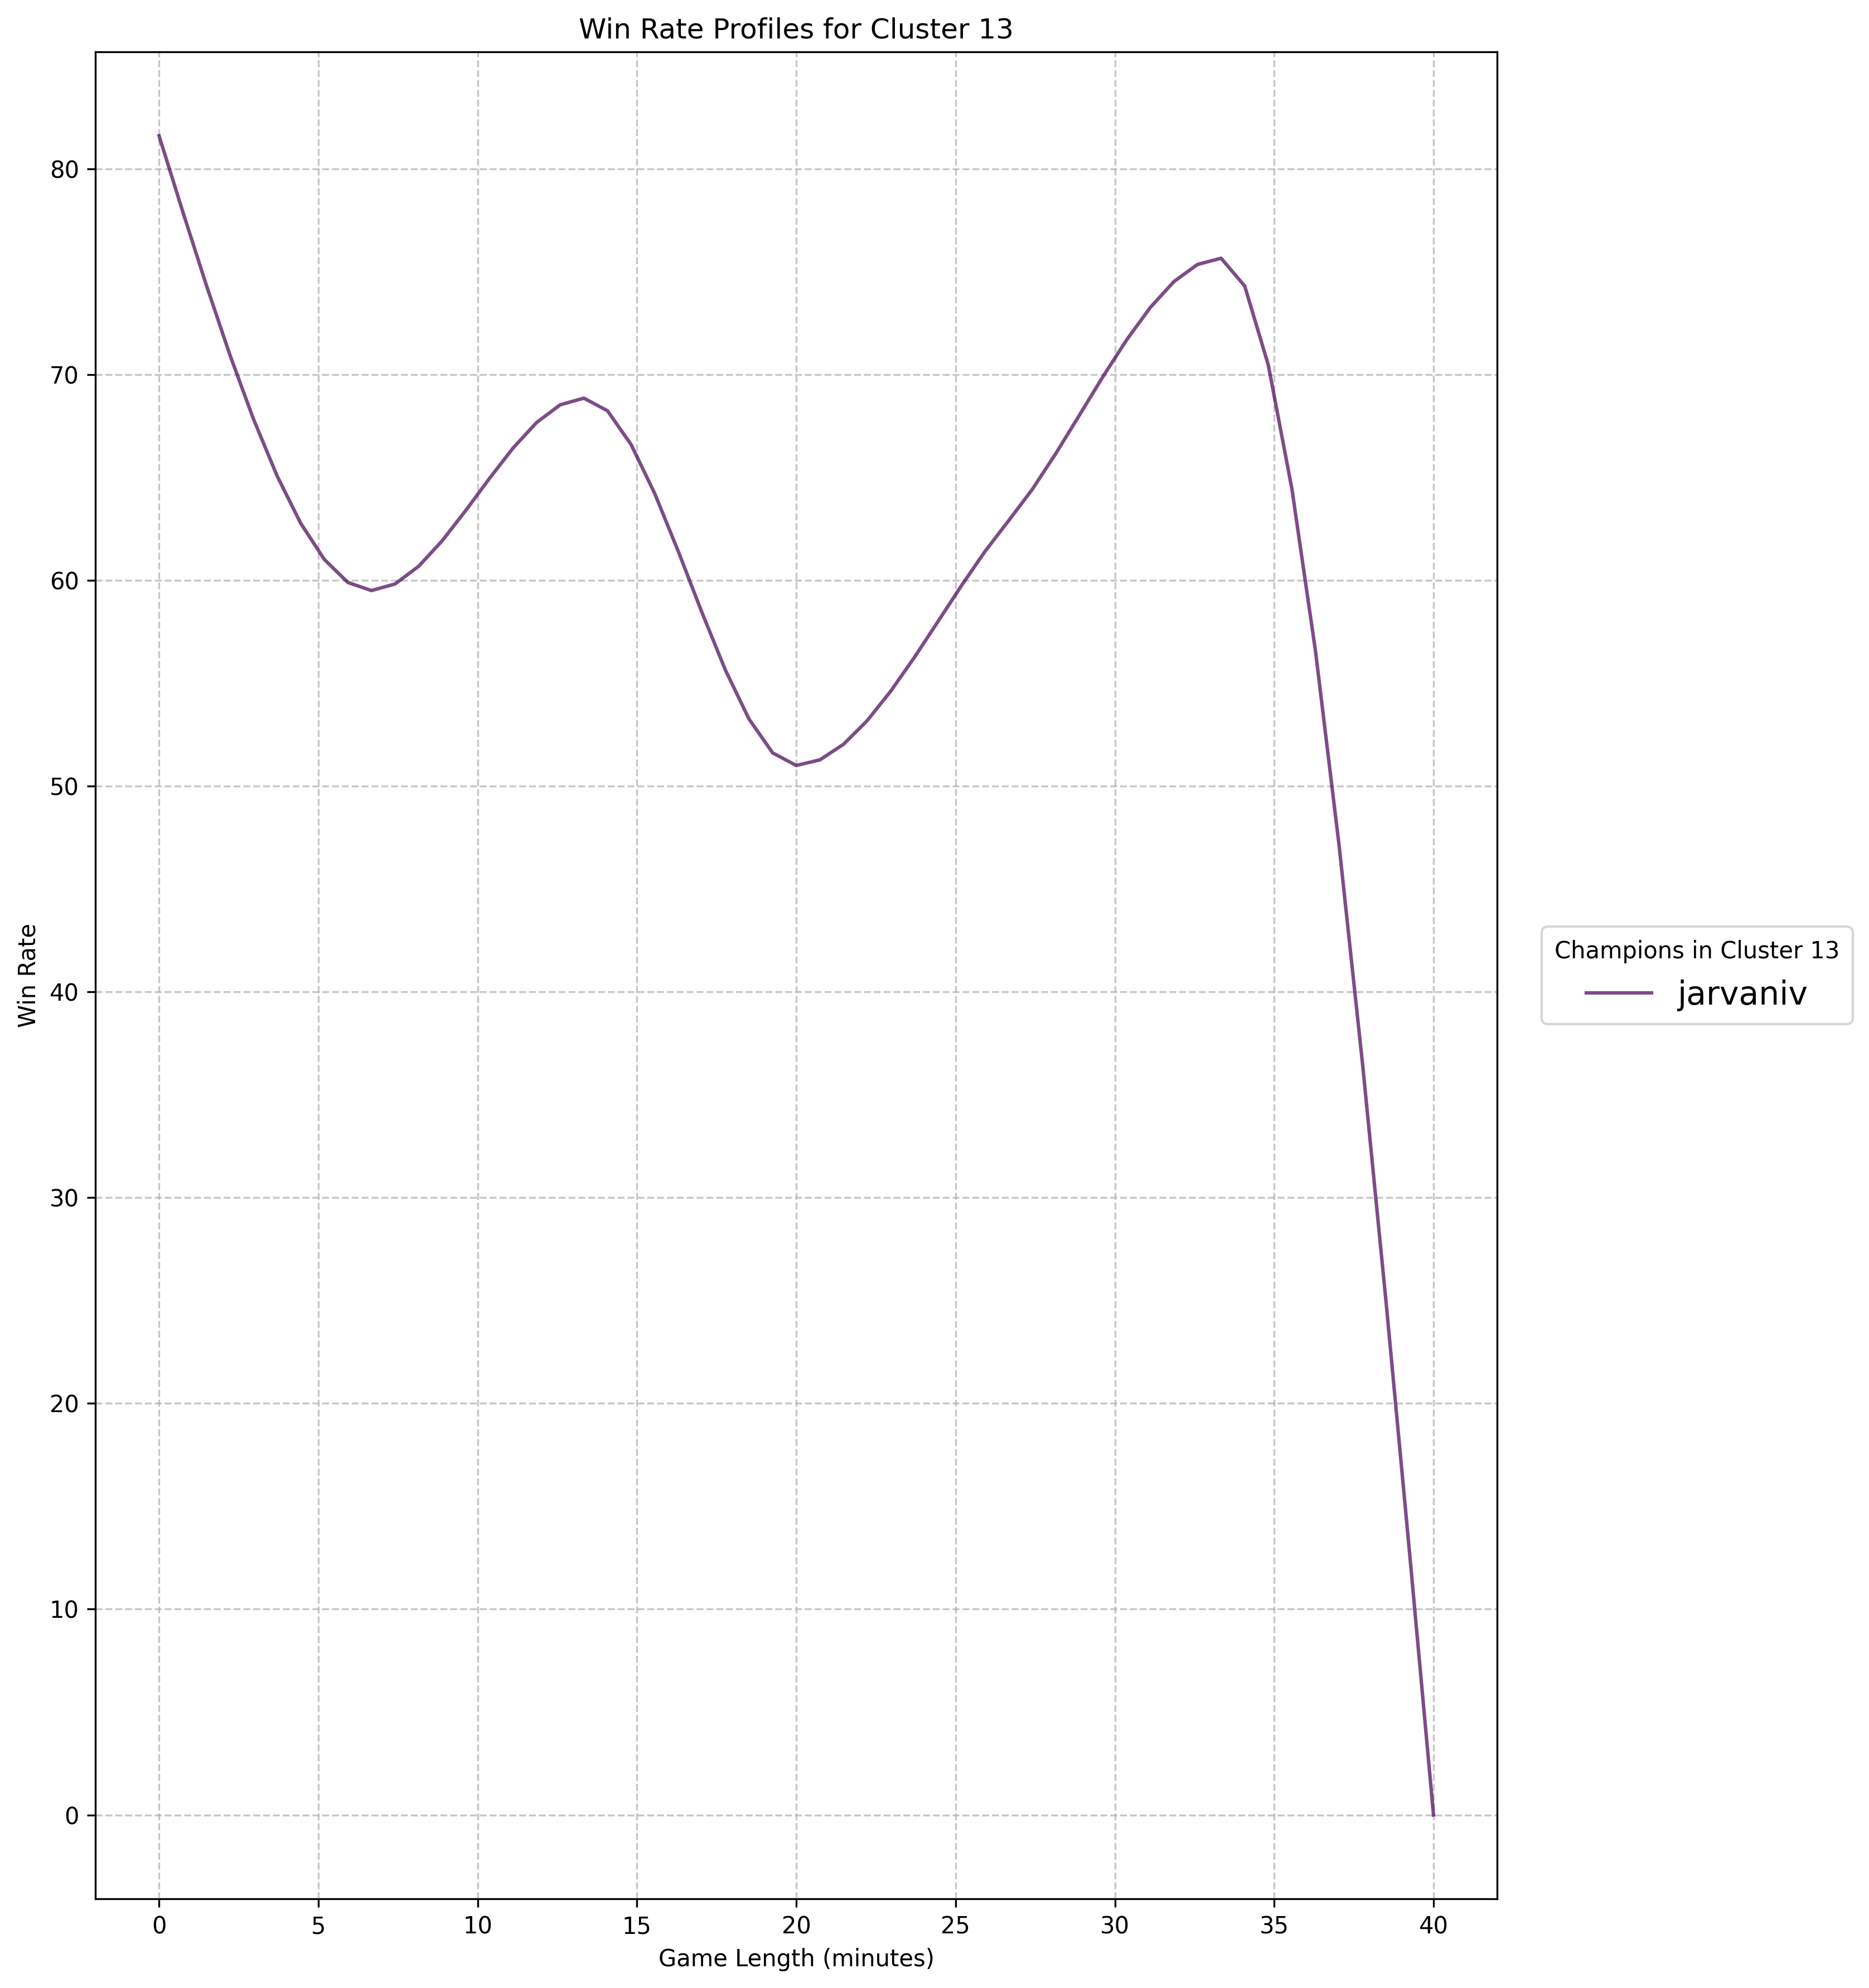 Win Rate Profiles for Cluster 13
80
70
60
50
40
30
20
10
0
Win Rate
0 5 10 15 20 25 30 35 40
Game Length (minutes)
Champions in Cluster 13
jarvaniv